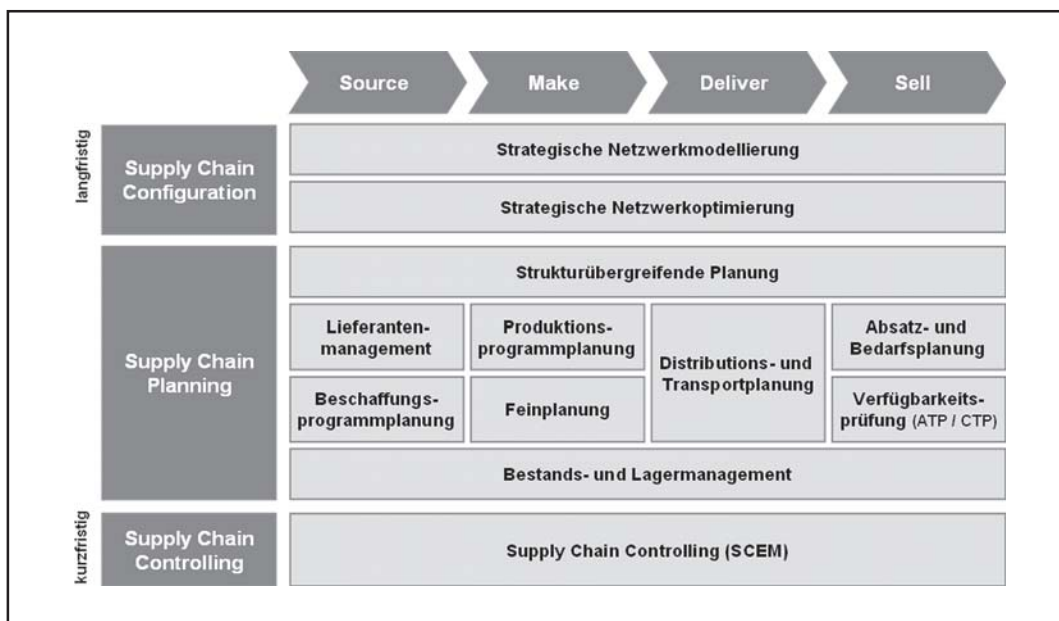 Source
Make
Deliver
Sell
langfristig
Supply Chain
Configuration
Strategische Netzwerkmodellierung
Strategische Netzwerkoptimierung
Supply Chain
Planning
Strukturübergreifende Planung
Lieferanten-
management
Produktions-
programmplanung
Distributions- und
Transportplanung
Absatz- und
Bedarfsplanung
Beschaffungs-
programmplanung
Feinplanung
Verfügbarkeits-
prüfung (ATP / CTP)
Bestands- und Lagermanagement
kurzfristig
Supply Chain
Controlling
Supply Chain Controlling (SCEM)